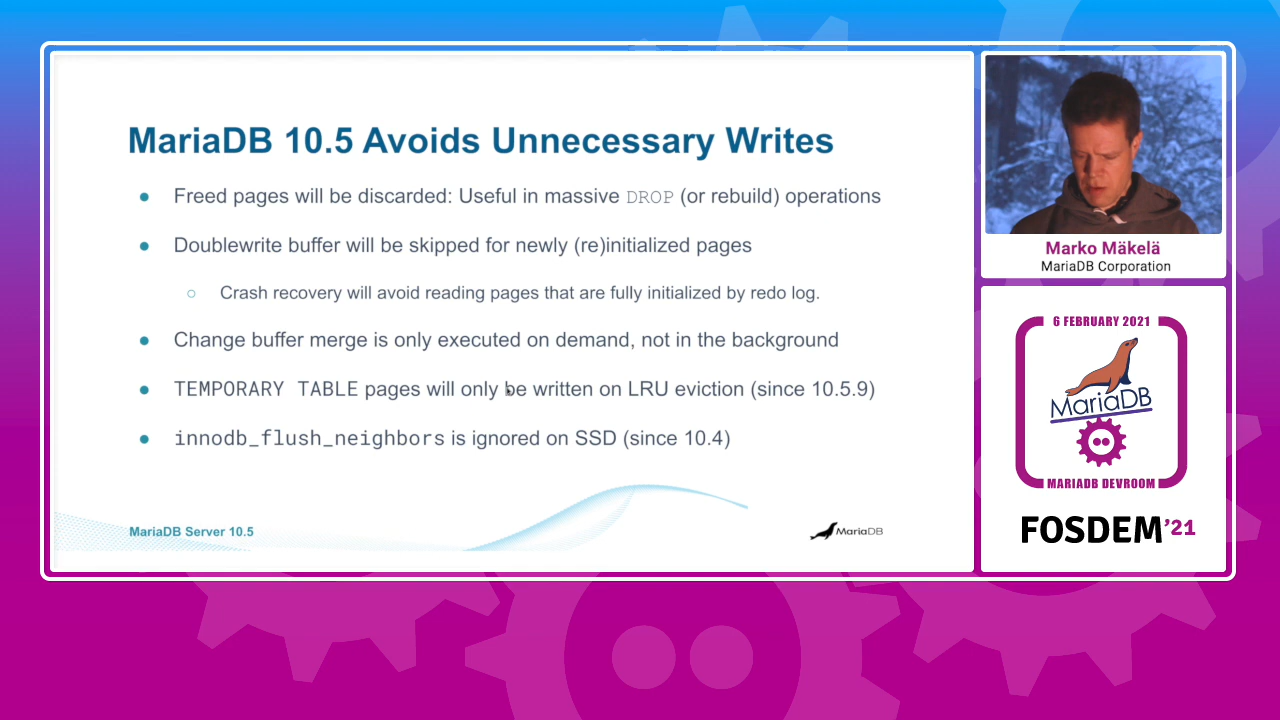 MariaDB 10.5 Avoids Unnecessary Writes
Freed pages will be discarded: Useful in massive DROP (or rebuild) operations
Doublewrite buffer will be skipped for newly (re)initialized pages
Crash recovery will avoid reading pages that are fully initialized by redo log.
Change buffer merge is only executed on demand, not in the background
TEMPORARY TABLE pages will only be written on LRU eviction (since 10.5.9)
innodb_flush_neighbors is ignored on SSD (since 10.4)
MariaDB Server 10.5
MariaDB
Marko Mäkelä
MariaDB Corporation
6 FEBRUARY 2021
MariaDB
MARIADB DEVROOM
FOSDEM'21